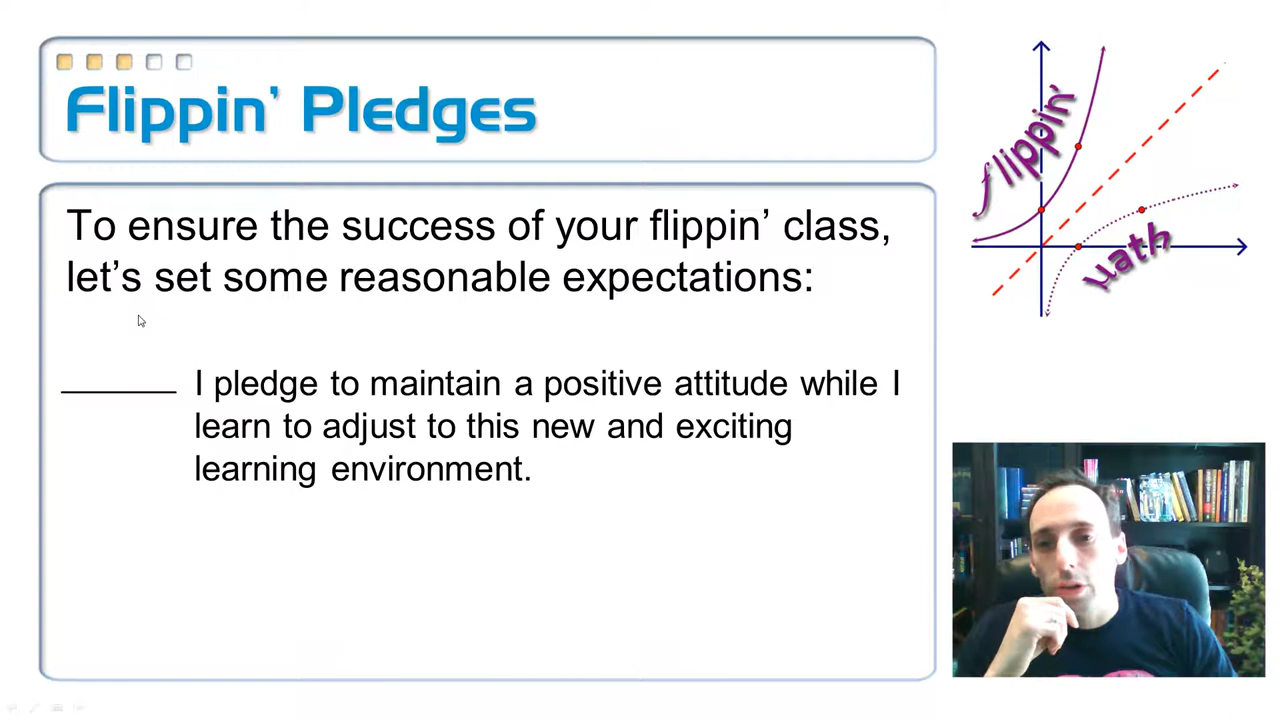 Flippin' Pledges
To ensure the success of your flippin' class,
let's set some reasonable expectations:
I pledge to maintain a positive attitude while I
learn to adjust to this new and exciting
learning environment.
flippin'
math